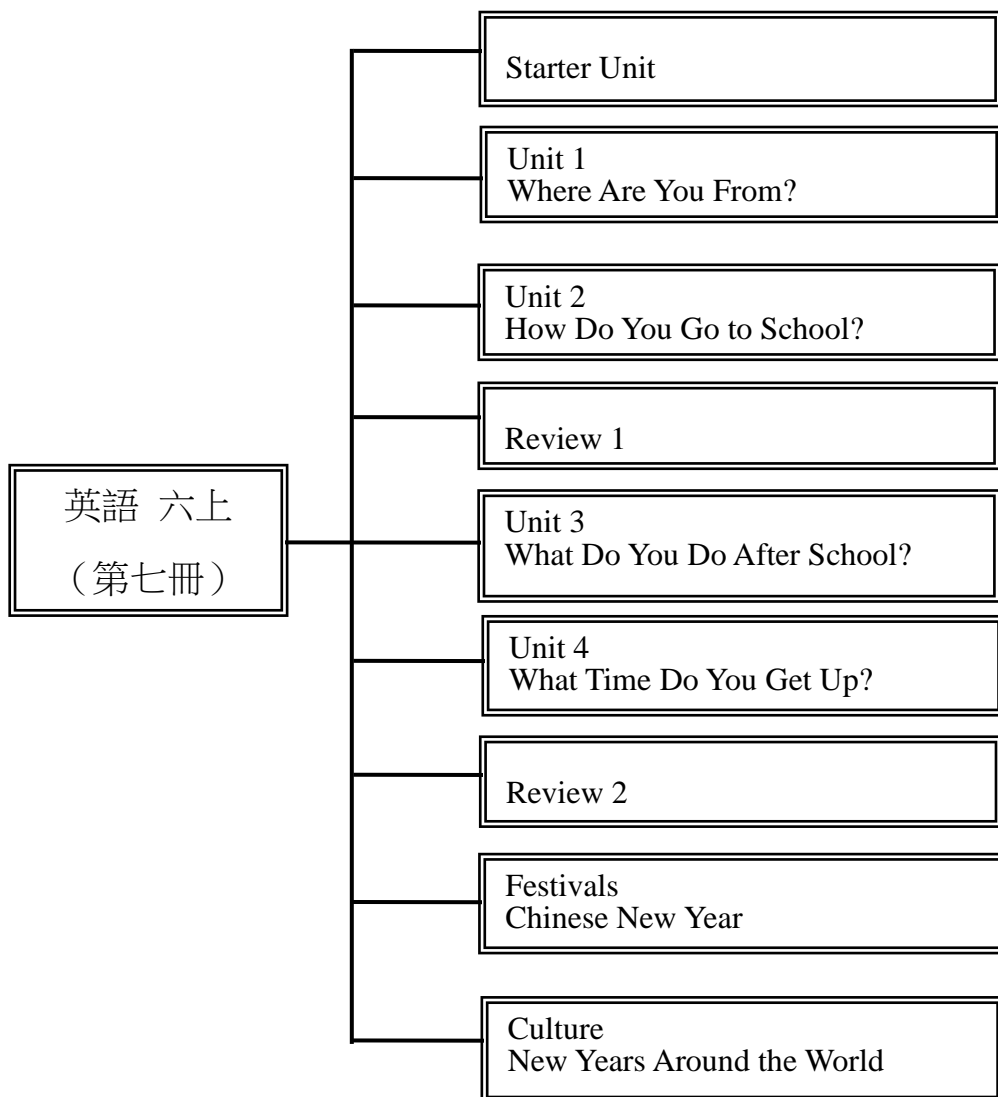 Starter Unit
Unit 1
Where Are You From?
Unit 2
How Do You Go to School?
Review 1
英語 六上
（第七冊）
Unit 3
What Do You Do After School?
Unit 4
What Time Do You Get Up?
Review 2
Festivals
Chinese New Year
Culture
New Years Around the World